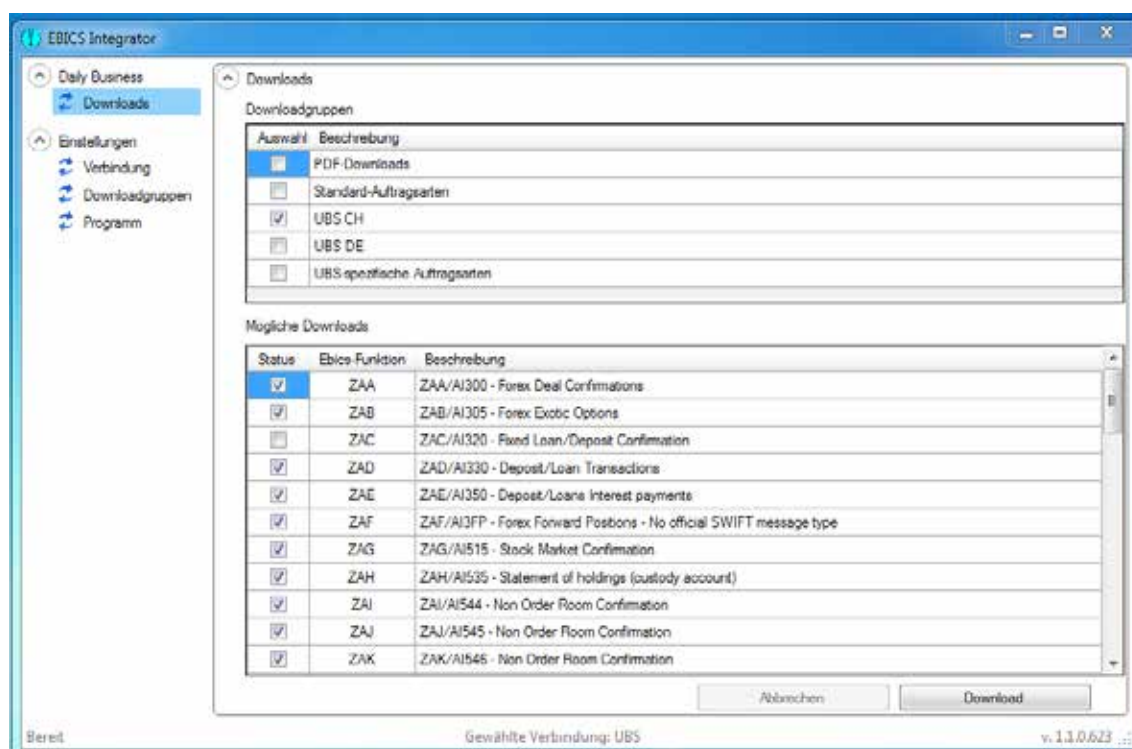 EBICS Integrator
Daily Business
Downloads
Einstellungen
Verbindung
Downloadgruppen
Programm
Downloads
Downloadgruppen
Auswahl Beschreibung
PDF-Downloads
Standard-Auftragsarten
UBS CH
UBS DE
UBS-spezifische Auftragsarten
Mögliche Downloads
Status Ebics-Funktion Beschreibung
ZAA ZAA/AI300 - Forex Deal Confirmations
ZAB ZAB/AI305 - Forex Exotic Options
ZAC ZAC/AI320 - Fixed Loan/Deposit Confirmation
ZAD ZAD/AI330 - Deposit/Loan Transactions
ZAE ZAE/AI350 - Deposit/Loans Interest payments
ZAF ZAF/AI3FP - Forex Forward Positions - No official SWIFT message type
ZAG ZAG/AI515 - Stock Market Confirmation
ZAH ZAH/AI535 - Statement of holdings (custody account)
ZAI ZAI/AI544 - Non Order Room Confirmation
ZAJ ZAJ/AI545 - Non Order Room Confirmation
ZAK ZAK/AI546 - Non Order Room Confirmation
Abbrechen Download
Bereit Gewählte Verbindung: UBS v. 1.1.0.623